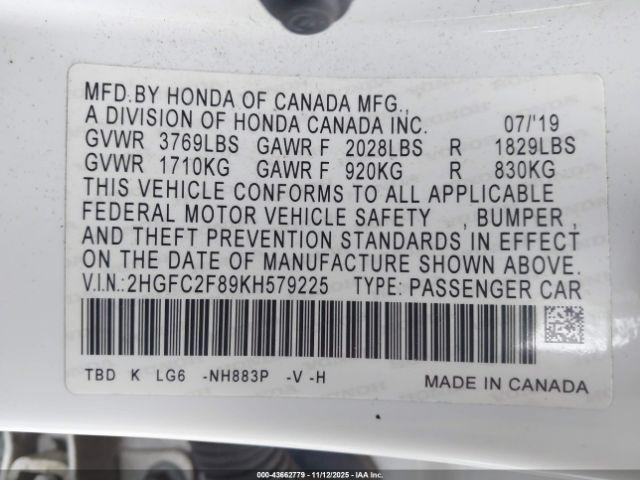 MFD.BY HONDA OF CANADA MFG.,
A DIVISION OF HONDA CANADA INC. 07/'19
GVWR 3769LBS GAWR F 2028LBS R 1829LBS
GVWR 1710KG GAWR F 920KG R 830KG
THIS VEHICLE CONFORMS TO ALL APPLICABLE
FEDERAL MOTOR VEHICLE SAFETY , BUMPER ,
AND THEFT PREVENTION STANDARDS IN EFFECT
ON THE DATE OF MANUFACTURE SHOWN ABOVE.
V.I.N.:2HGFC2F89KH579225 TYPE: PASSENGER CAR
TBD K LG6 -NH883P -V -H
MADE IN CANADA
000-43662779 - 11/12/2025 - IAA Inc.